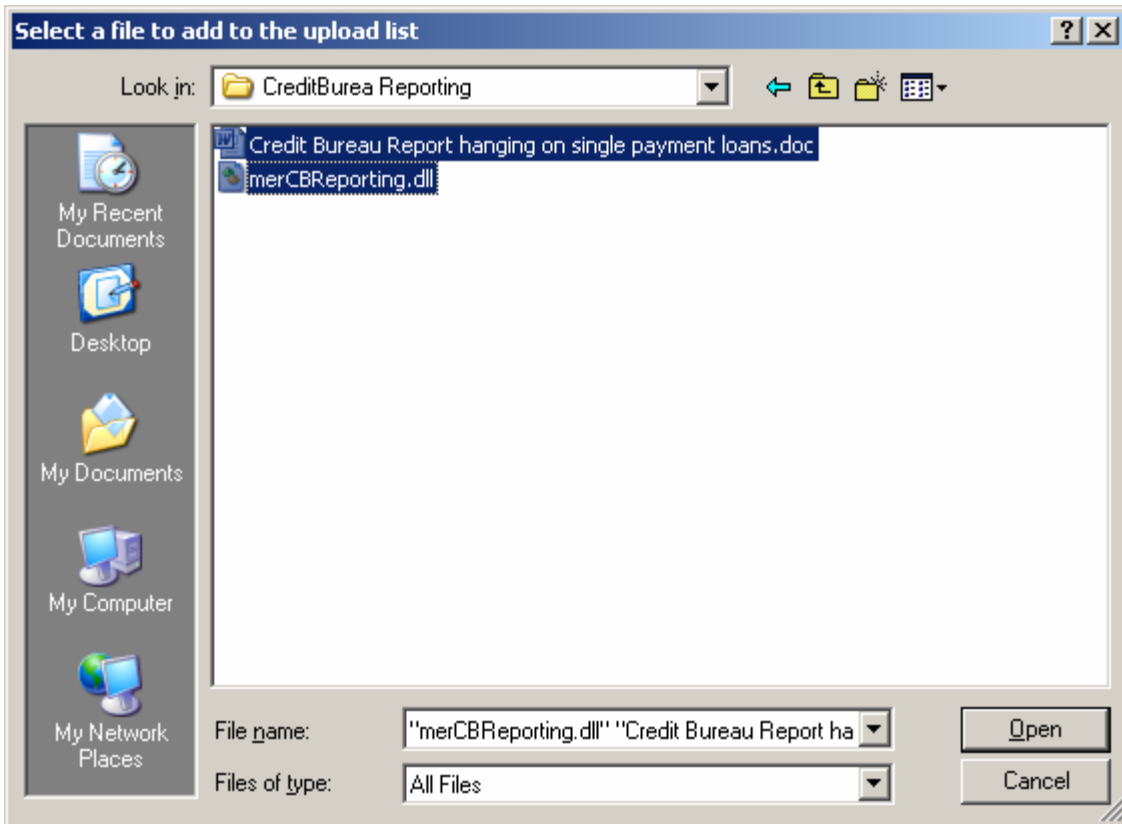 Select a file to add to the upload list
Look in:
CreditBurea Reporting
Credit Bureau Report hanging on single payment loans.doc
merCBReporting.dll
My Recent
Documents
Desktop
My Documents
My Computer
My Network
Places
File name:
"merCBReporting.dll" "Credit Bureau Report ha
Open
Files of type:
All Files
Cancel